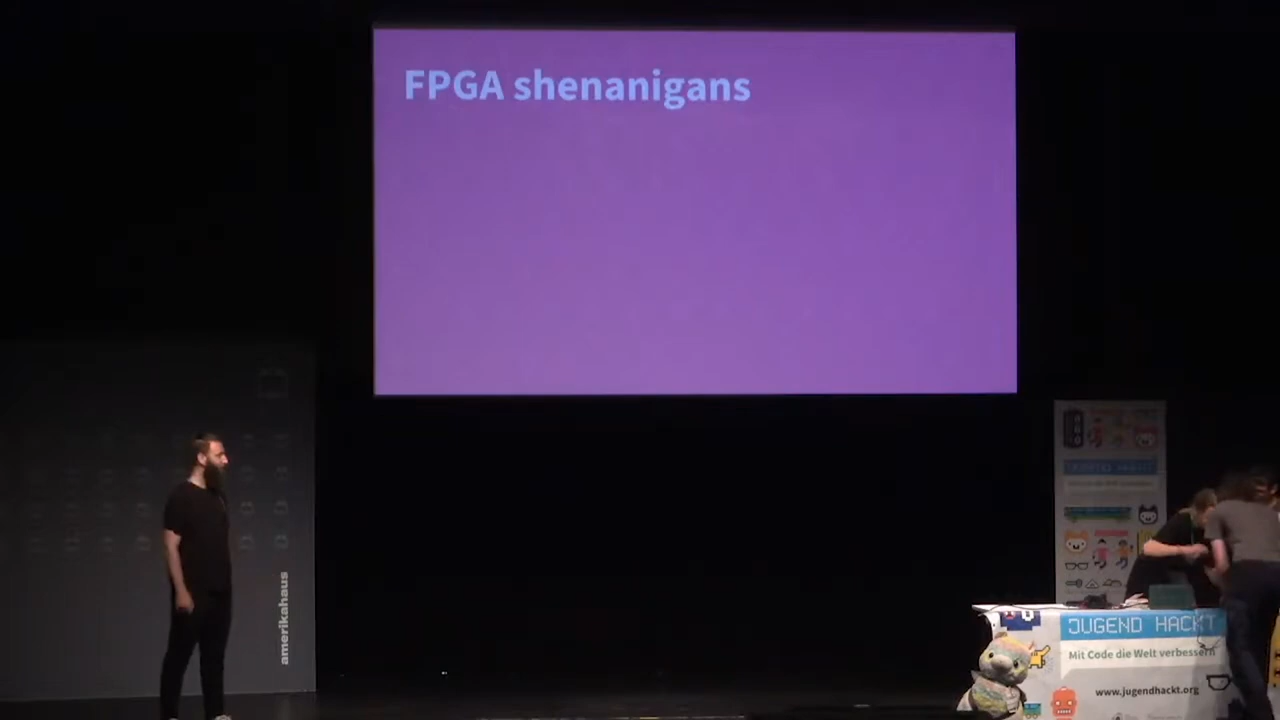 FPGA shenanigans
amerikahaus
JUGEND HACKT
Mit Code die Welt verbessern
www.jugendhackt.org